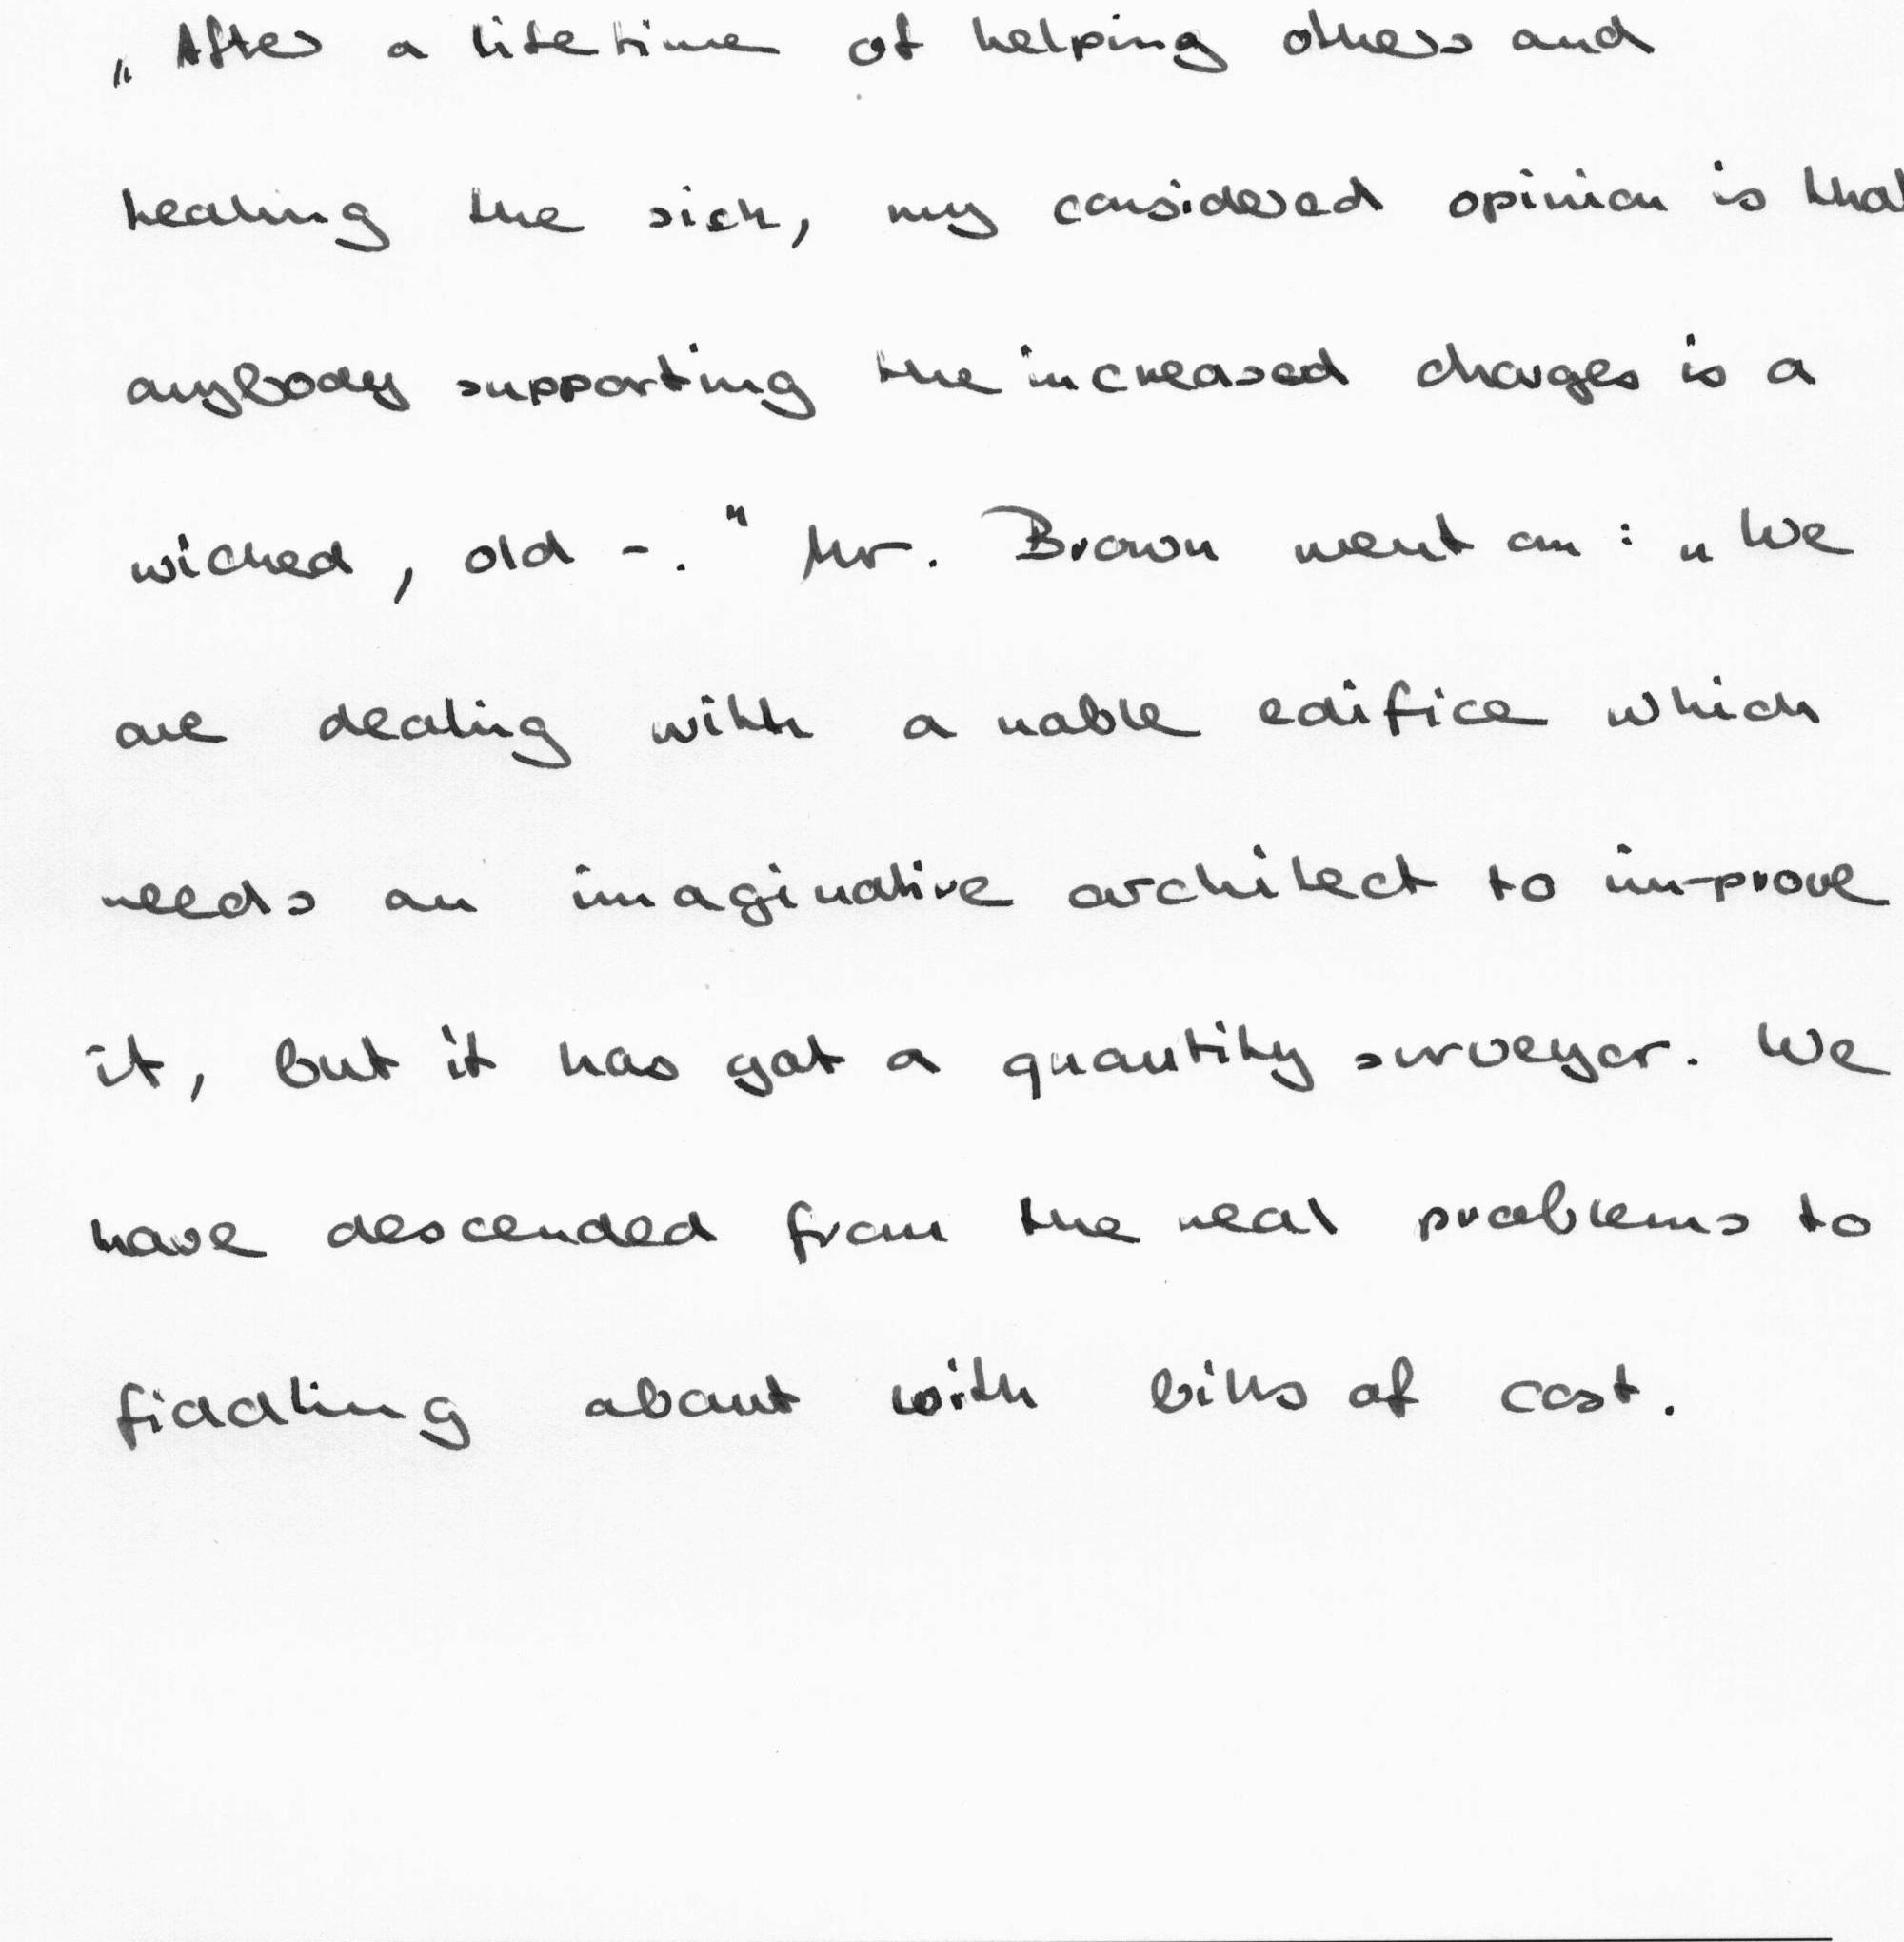 „After a lifetime of helping others and
healing the sick, my considered opinion is that
anybody supporting the increased charges is a
wicked, old -." Mr. Brown went on: „We
are dealing with a noble edifice which
needs an imaginative architect to im-prove
it, but it has got a quantity surveyor. We
have descended from the real problems to
fiddling about with bills of cost.